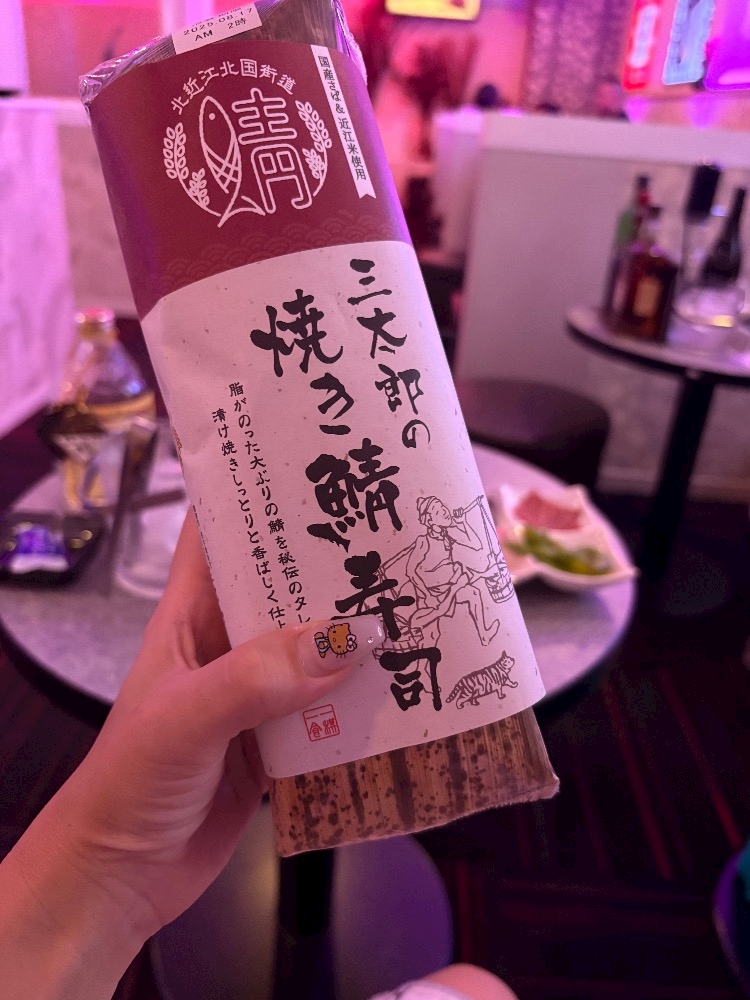 2025.08.17
AM 2時
北近江北国街道
鯖
国産さば&近江米使用
三太郎の
焼き鯖寿司
脂がのった大ぶりの鯖を秘伝のタレ
漬け焼きしっとりと香ばしく仕上